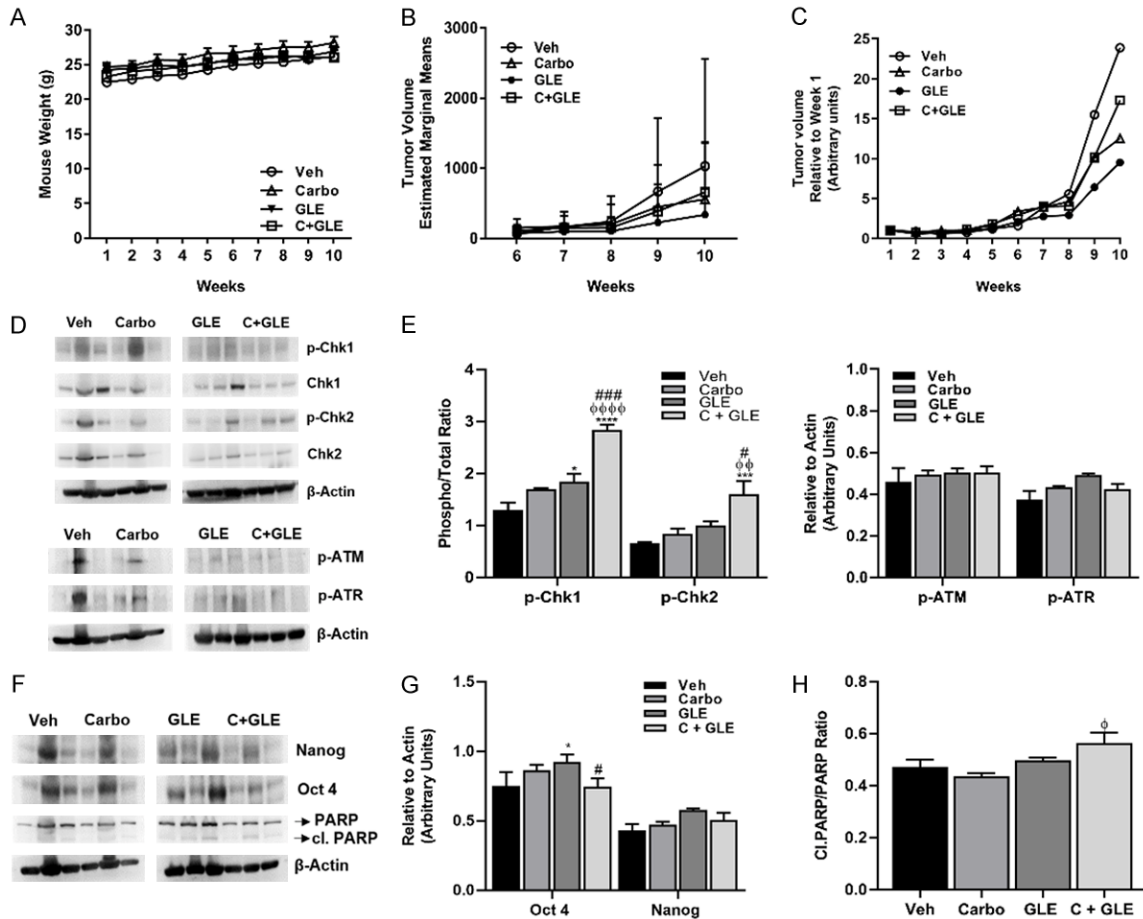 A
Mouse Weight (g)
30
25
20
15
10
5
0
Veh
Carbo
GLE
C+GLE
1 2 3 4 5 6 7 8 9 10
Weeks
B
Tumor Volume
Estimated Marginal Means
3000
2000
1000
0
Veh
Carbo
GLE
C+GLE
6 7 8 9 10
Weeks
C
Tumor volume
Relative to Week 1
(Arbitrary units)
25
20
15
10
5
0
Veh
Carbo
GLE
C+GLE
1 2 3 4 5 6 7 8 9 10
Weeks
D
Veh Carbo GLE C+GLE
p-Chk1
Chk1
p-Chk2
Chk2
β-Actin
Veh Carbo GLE C+GLE
p-ATM
p-ATR
β-Actin
E
Phospho/Total Ratio
4
3
2
1
0
###
ϕϕϕϕ
****
*
#
ϕϕ
***
Veh
Carbo
GLE
C + GLE
p-Chk1 p-Chk2
Relative to Actin
(Arbitrary Units)
1.0
0.8
0.6
0.4
0.2
0.0
Veh
Carbo
GLE
C + GLE
p-ATM p-ATR
F
Veh Carbo GLE C+GLE
Nanog
Oct 4
PARP
cl. PARP
β-Actin
G
Relative to Actin
(Arbitrary Units)
1.5
1.0
0.5
0.0
*
#
Veh
Carbo
GLE
C + GLE
Oct 4 Nanog
H
Cl.PARP/PARP Ratio
0.8
0.6
0.4
0.2
0.0
ϕ
Veh Carbo GLE C + GLE